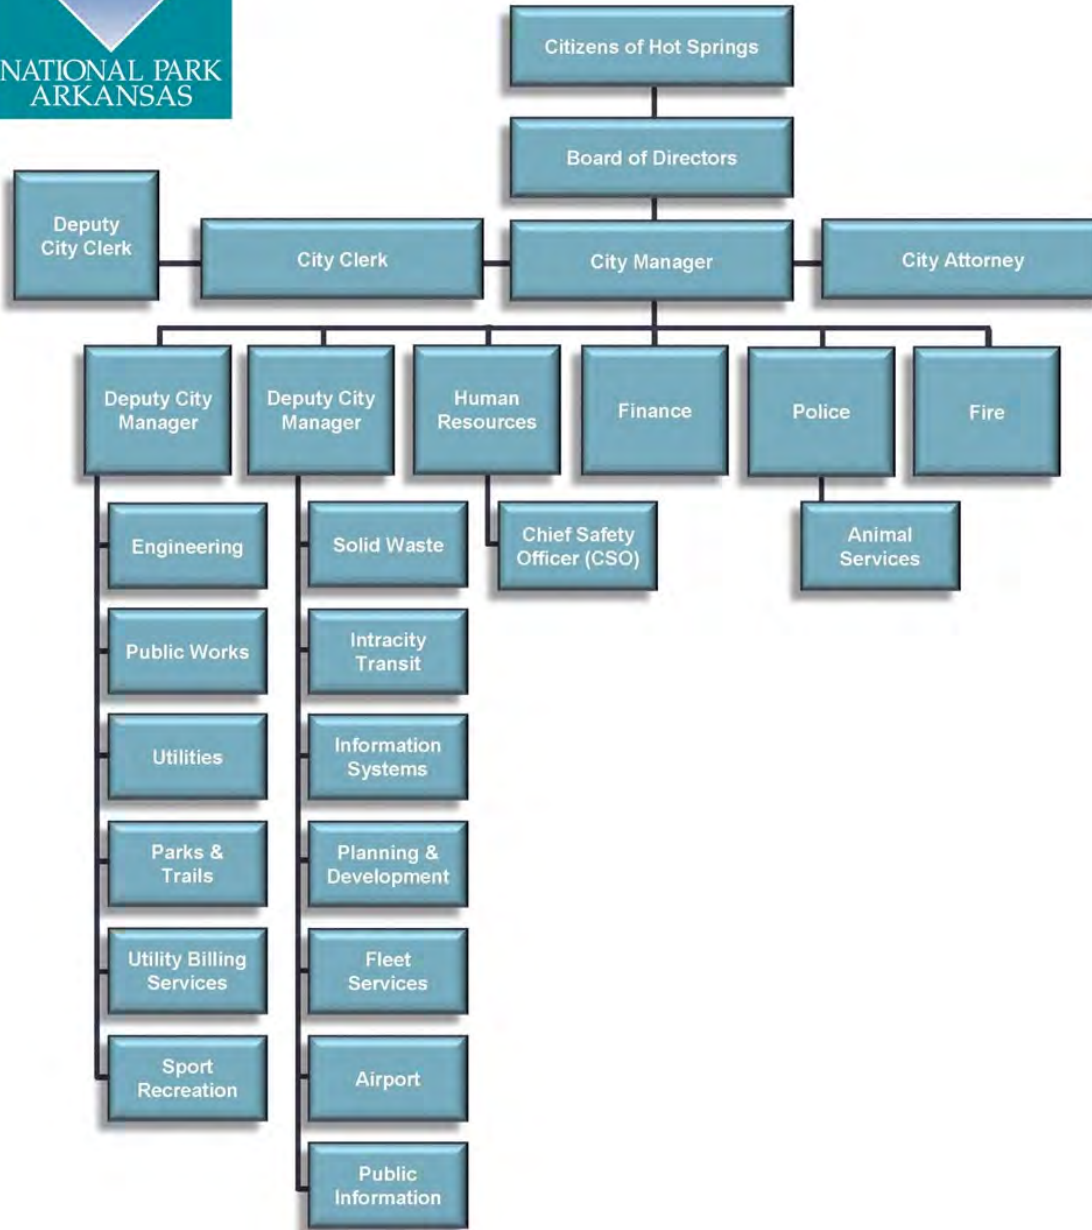 NATIONAL PARK
ARKANSAS
Citizens of Hot Springs
Board of Directors
Deputy
City Clerk
City Clerk
City Manager
City Attorney
Deputy City
Manager
Deputy City
Manager
Human
Resources
Finance
Police
Fire
Engineering
Public Works
Utilities
Parks &
Trails
Utility Billing
Services
Sport
Recreation
Solid Waste
Intracity
Transit
Information
Systems
Planning &
Development
Fleet
Services
Airport
Public
Information
Chief Safety
Officer (CSO)
Animal
Services